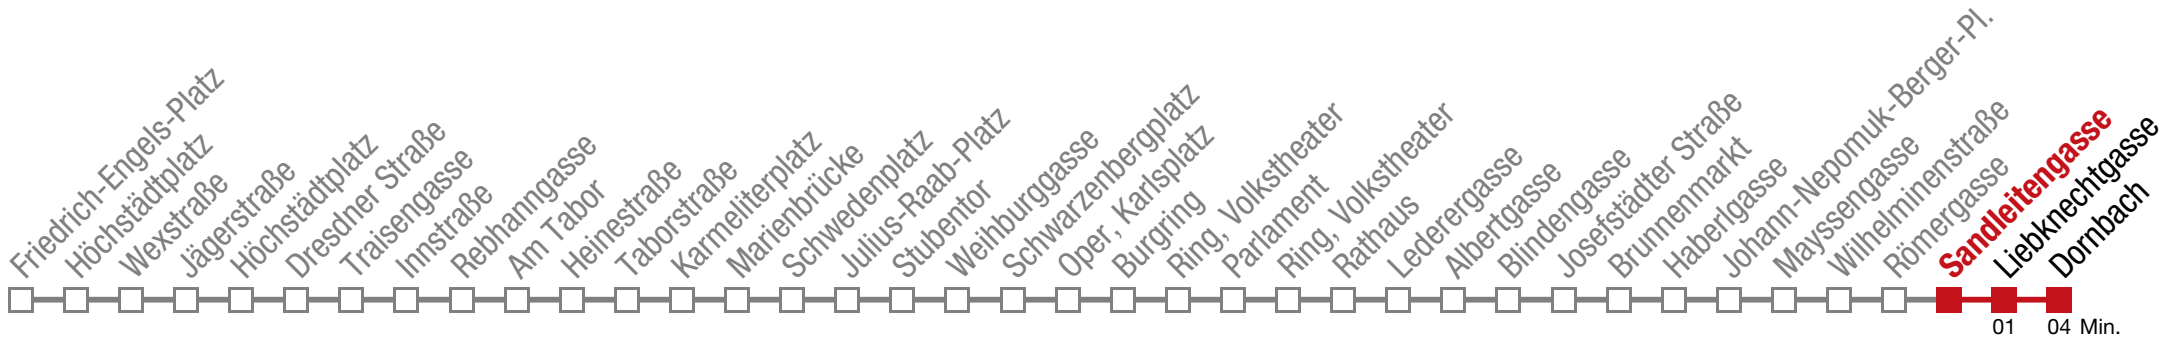 Friedrich-Engels-Platz
Höchstädtplatz
Wexstraße
Jägerstraße
Höchstädtplatz
Dresdner Straße
Traisengasse
Innstraße
Rebhanngasse
Am Tabor
Heinestraße
Taborstraße
Karmeliterplatz
Marienbrücke
Schwedenplatz
Julius-Raab-Platz
Stubentor
Weihburggasse
Schwarzenbergplatz
Oper, Karlsplatz
Burgring
Ring, Volkstheater
Parlament
Ring, Volkstheater
Rathaus
Lederergasse
Albertgasse
Blindengasse
Josefstädter Straße
Brunnenmarkt
Haberlgasse
Johann-Nepomuk-Berger-Pl.
Mayssengasse
Wilhelminenstraße
Römergasse
Sandleitengasse
Liebknechtgasse
Dornbach
01 04 Min.